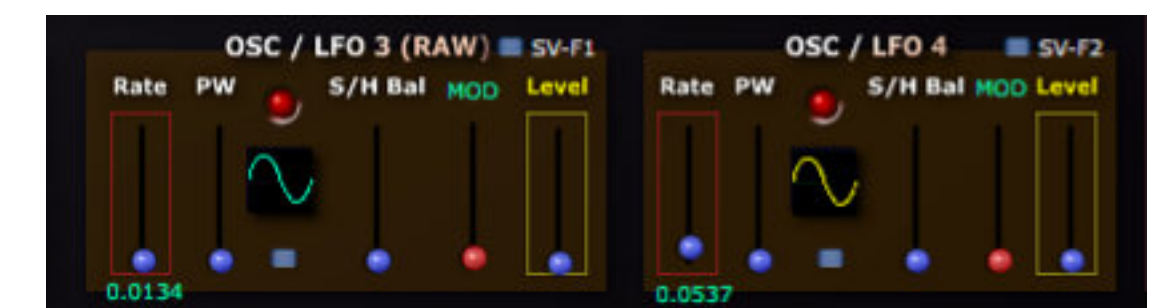 OSC / LFO 3 (RAW) SV-F1
Rate PW S/H Bal MOD Level
0.0134
OSC / LFO 4 SV-F2
Rate PW S/H Bal MOD Level
0.0537